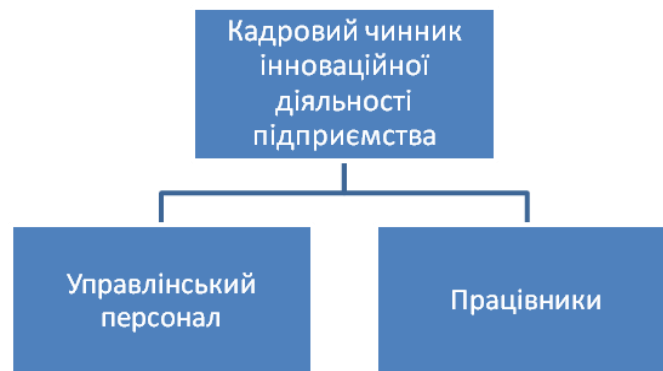 Кадровий чинник
інноваційної
діяльності
підприємства
Управлінський
персонал
Працівники